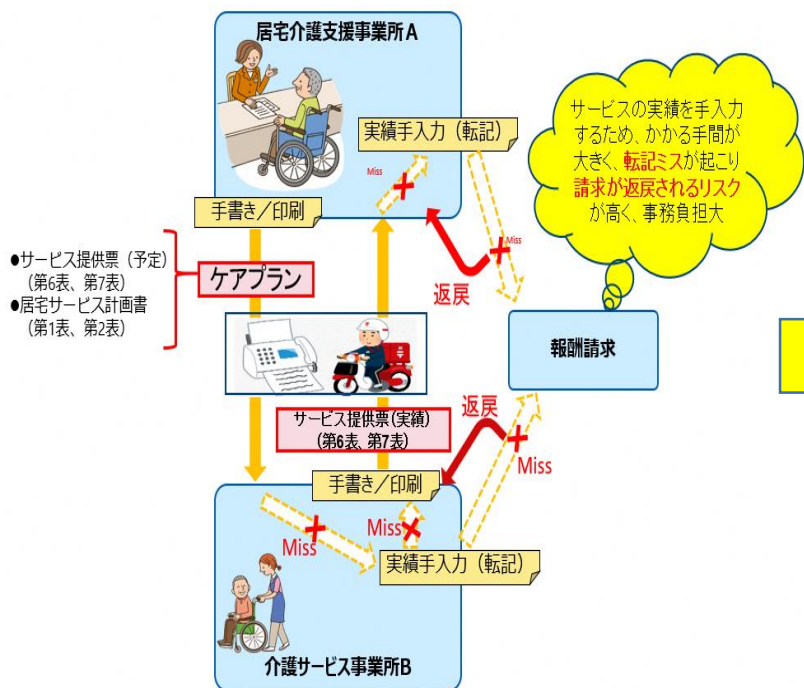 居宅介護支援事業所A
実績手入力（転記）
Miss
手書き／印刷
Miss
返戻
サービスの実績を手入力
するため、かかる手間が
大きく、転記ミスが起こり
請求が返戻されるリスク
が高く、事務負担大
●サービス提供票（予定）
（第6表、第7表）
●居宅サービス計画書
（第1表、第2表）
ケアプラン
報酬請求
サービス提供票(実績)
（第6表、第7表）
返戻
Miss
手書き／印刷
Miss
Miss
実績手入力（転記）
介護サービス事業所B